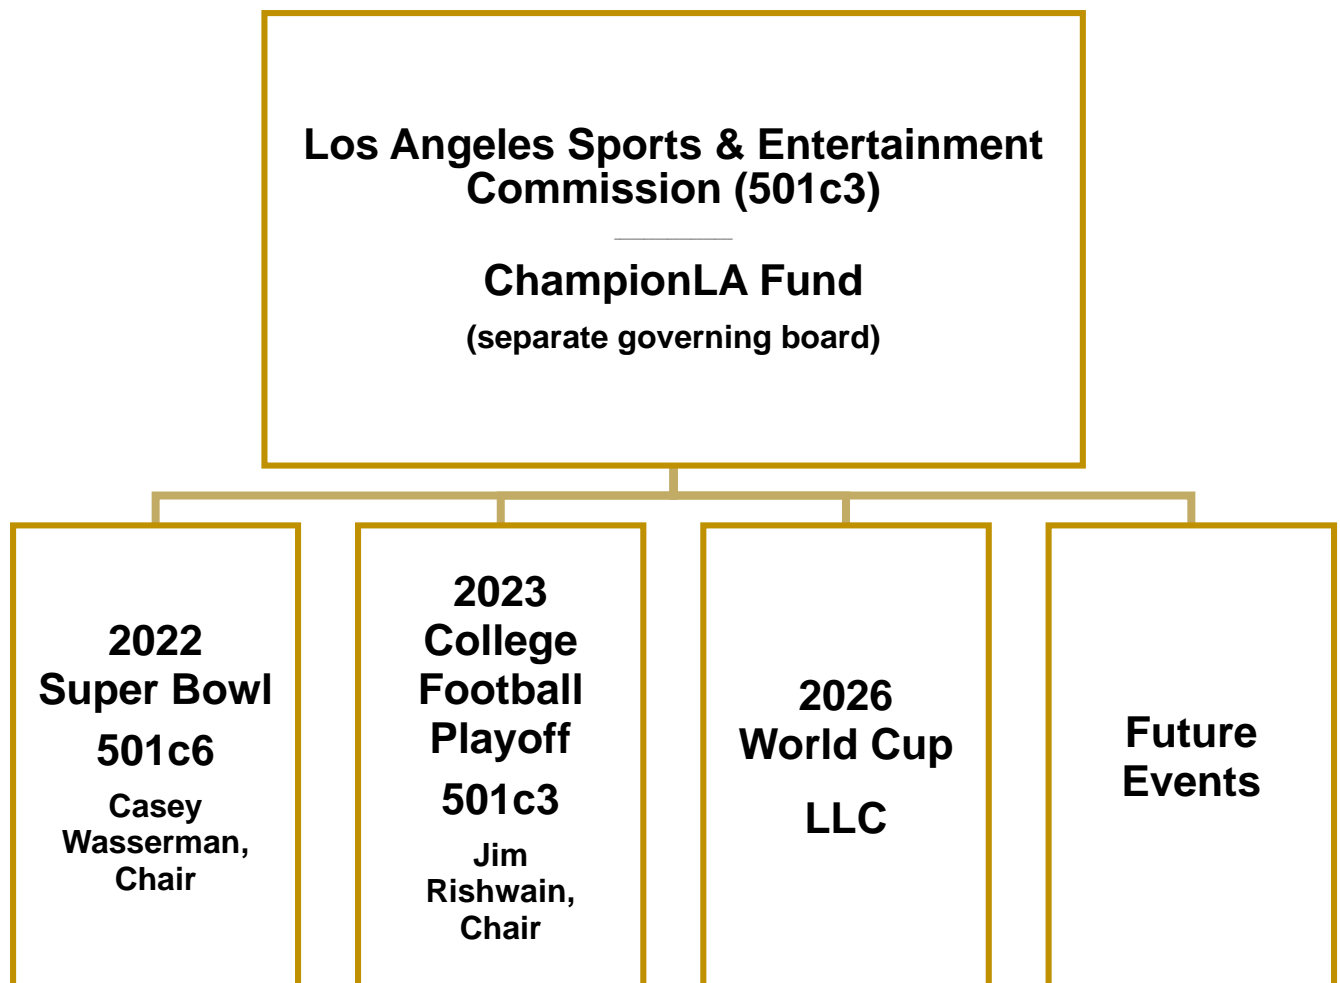 Los Angeles Sports & Entertainment
Commission (501c3)
ChampionLA Fund
(separate governing board)
2022
Super Bowl
501c6
Casey
Wasserman,
Chair
2023
College
Football
Playoff
501c3
Jim
Rishwain,
Chair
2026
World Cup
LLC
Future
Events